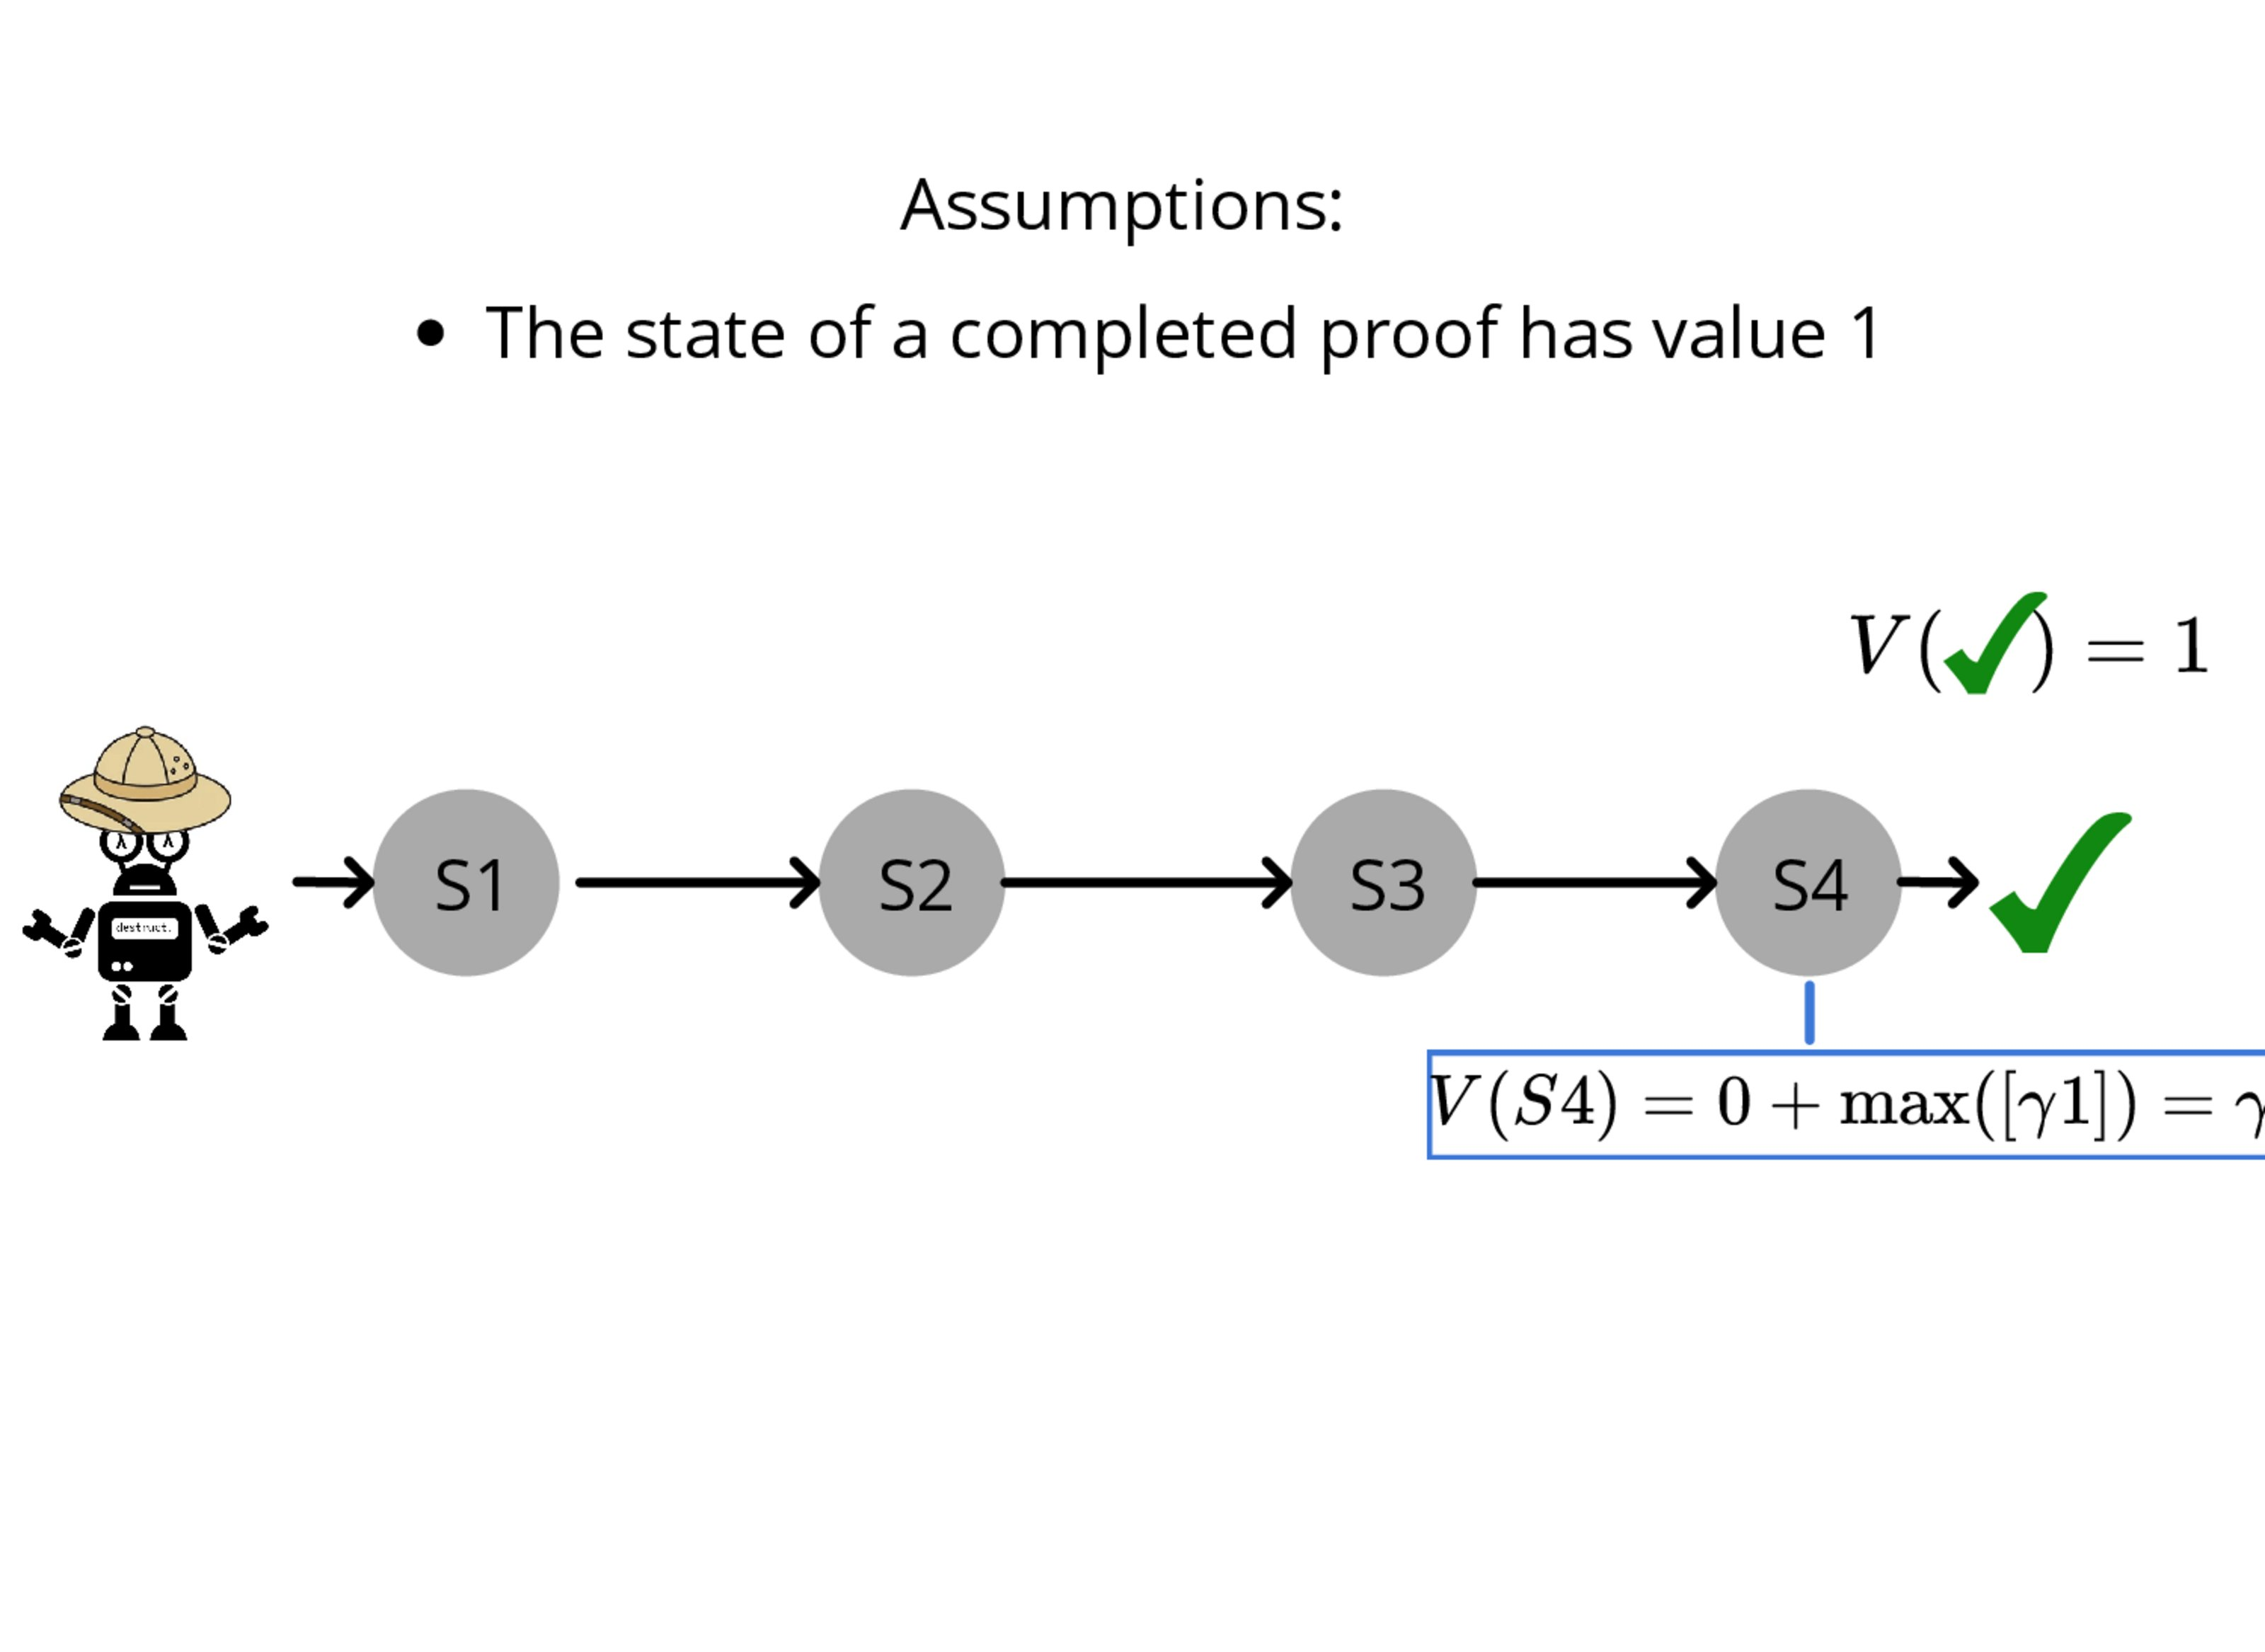 Assumptions:
• The state of a completed proof has value 1
V(✓) = 1
λ λ
destruct.
S1 S2 S3 S4
V(S4) = 0 + max([γ1]) = γ